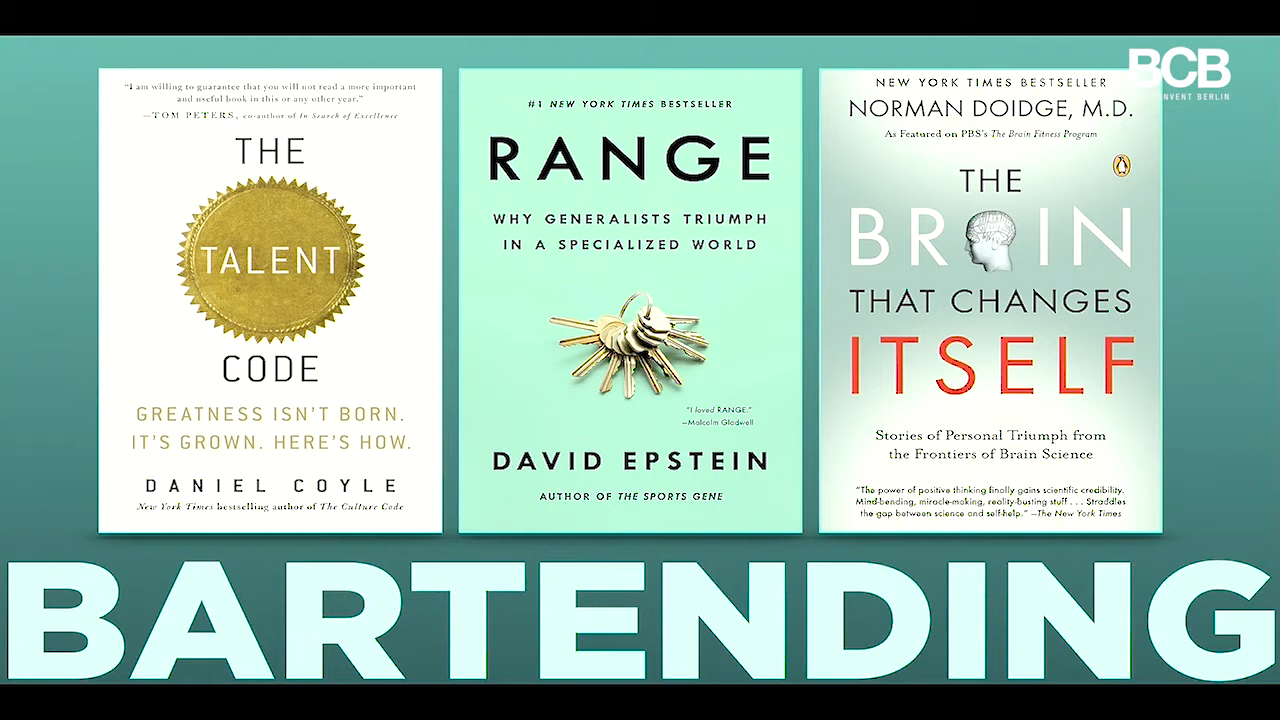 "I am willing to guarantee that you will not read a more important
and useful book in this or any other year."
—TOM PETERS, co-author of In Search of Excellence
THE
TALENT
CODE
GREATNESS ISN'T BORN.
IT'S GROWN. HERE'S HOW.
DANIEL COYLE
New York Times bestselling author of The Culture Code
#1 NEW YORK TIMES BESTSELLER
RANGE
WHY GENERALISTS TRIUMPH
IN A SPECIALIZED WORLD
"I loved RANGE."
—Malcolm Gladwell
DAVID EPSTEIN
AUTHOR OF THE SPORTS GENE
NEW YORK TIMES BESTSELLER
NORMAN DOIDGE, M.D.
As Featured on PBS's The Brain Fitness Program
THE
BRAIN
THAT CHANGES
ITSELF
Stories of Personal Triumph from
the Frontiers of Brain Science
"The power of positive thinking finally gains scientific credibility.
Mind-bending, miracle-making, reality-busting stuff . . . Straddles
the gap between science and self-help." —The New York Times
BCB
BERLIN
BARTENDING